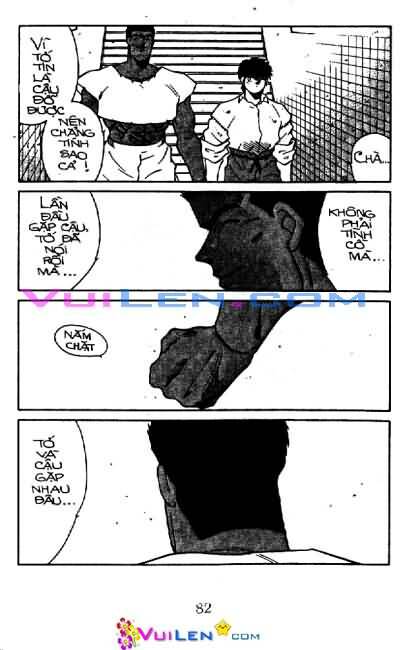 VÌ
TỚ
TIN
LÀ
CẬU
ĐỠ
ĐƯỢC
NÊN
CHẲNG
TÍNH
SAO
CẢ!
CHÀ...
LẦN
ĐẦU
GẶP CẬU,
TỚ ĐÃ
NÓI
RỒI
MÀ...
KHÔNG
PHẢI
TÌNH
CỜ
MÀ...
VUILEN.COM
NẮM
CHẶT
TỚ
VÀ
CẬU
GẶP
NHAU
ĐÂU...
82
VUILEN.COM